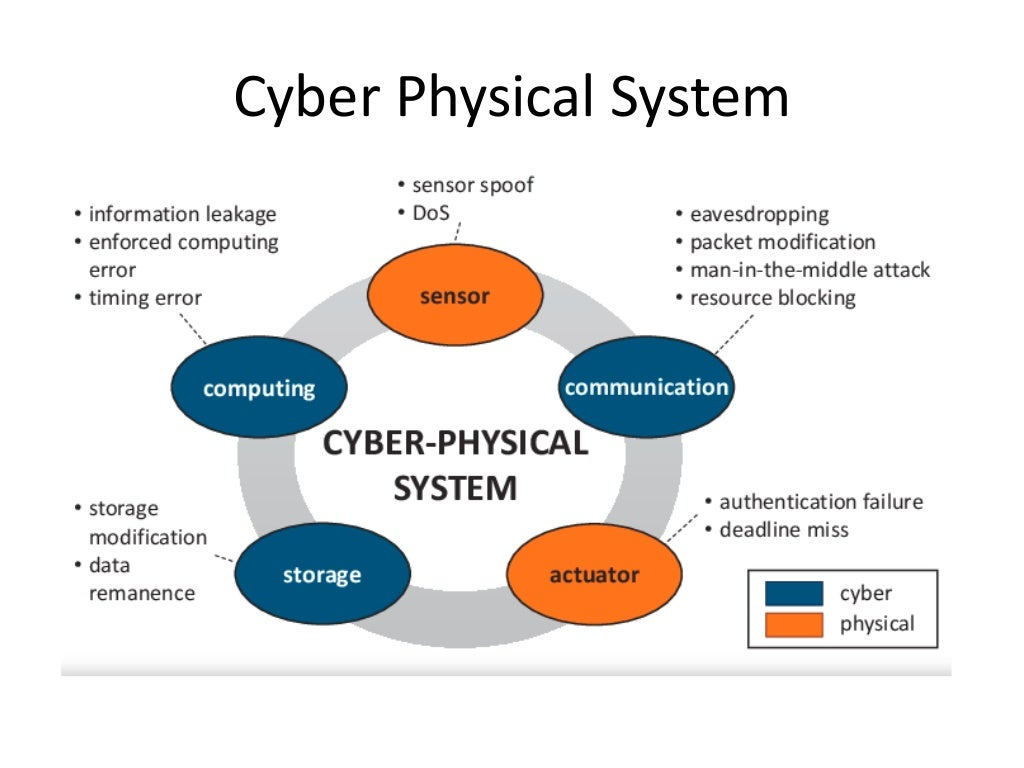 Cyber Physical System
• sensor spoof
• DoS
• information leakage
• enforced computing
error
• timing error
• eavesdropping
• packet modification
• man-in-the-middle attack
• resource blocking
sensor
computing
communication
CYBER-PHYSICAL
SYSTEM
• storage
modification
• data
remanence
• authentication failure
• deadline miss
storage
actuator
cyber
physical